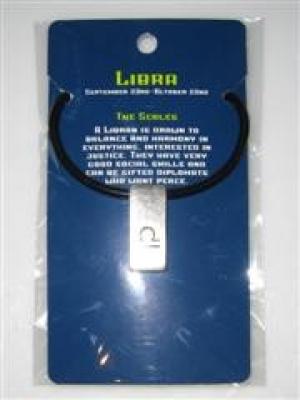 Libra
September 23rd-October 22nd
The Scales
A Libran is drawn to
balance and harmony in
everything. Interested in
justice. They have very
good social skills and
can be gifted diplomats
who want peace.
♎